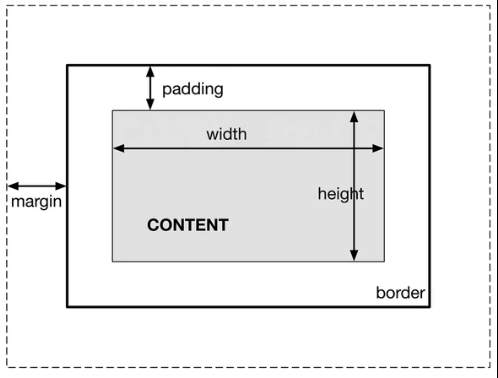 padding
width
height
margin
CONTENT
border